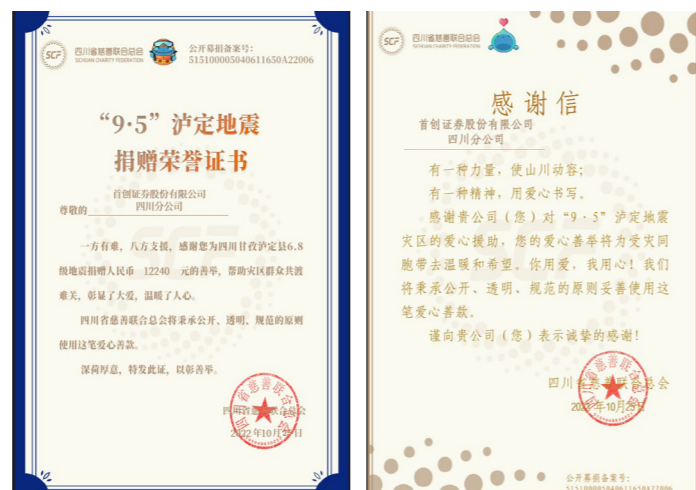 SCF
四川省慈善联合总会
SICHUAN CHARITY FEDERATION
公开募捐备案号：
51510000504061165OA22006
“9·5”泸定地震
捐赠荣誉证书
首创证券股份有限公司
尊敬的 四川分公司
一方有难，八方支援，感谢您为四川甘孜泸定县6.8
级地震捐赠人民币 12240 元的善举，帮助灾区群众共渡
难关，彰显了大爱，温暖了人心。
四川省慈善联合总会将秉承公开、透明、规范的原则
使用这笔爱心善款。
深荷厚意，特发此证，以彰善举。
四川省慈善联合总会
2022年10月25日
SCF
四川省慈善联合总会
SICHUAN CHARITY FEDERATION
感谢信
首创证券股份有限公司
四川分公司
有一种力量，使山川动容；
有一种精神，用爱心书写。
感谢贵公司（您）对“9·5”泸定地震
灾区的爱心援助，您的爱心善举将为受灾同
胞带去温暖和希望。你用爱，我用心！我们
将秉承公开、透明、规范的原则妥善使用这
笔爱心善款。
谨向贵公司（您）表示诚挚的感谢！
四川省慈善联合总会
2022年10月25日
公开募捐备案号：
51510000504061165OA22006